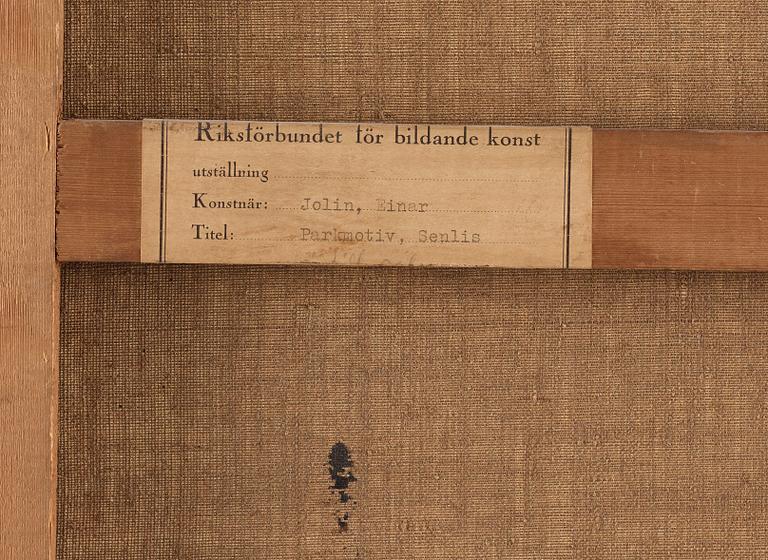 Riksförbundet för bildande konst
utställning
Konstnär: Jolin, Einar
Titel: Parkmotiv, Senlis